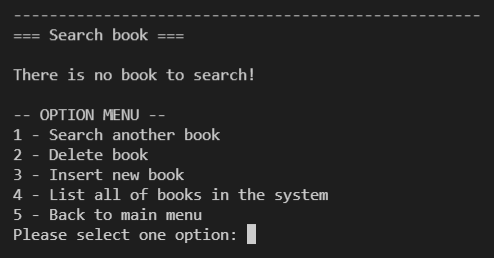 ----------------------------------------------------
=== Search book ===
There is no book to search!
-- OPTION MENU --
1 - Search another book
2 - Delete book
3 - Insert new book
4 - List all of books in the system
5 - Back to main menu
Please select one option: